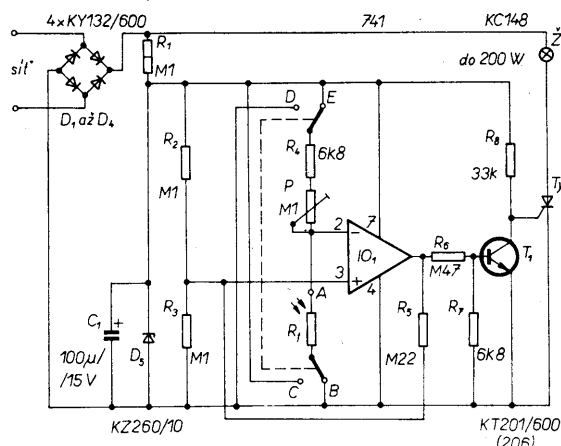 4×KY132/600
741
KC148
R₁
M1
Ž
síť
do 200 W
D₁ až D₄
D
E
R₂
M1
R₄
6K8
R₈
33k
P
M1
Ty
2
7
−
IO₁
R₆
M47
T₁
3
+
4
A
C₁
+
R₃
M1
R₅
M22
R₇
6K8
D₅
100µ/
/15 V
C
B
KZ260/10
KT201/600
(206)